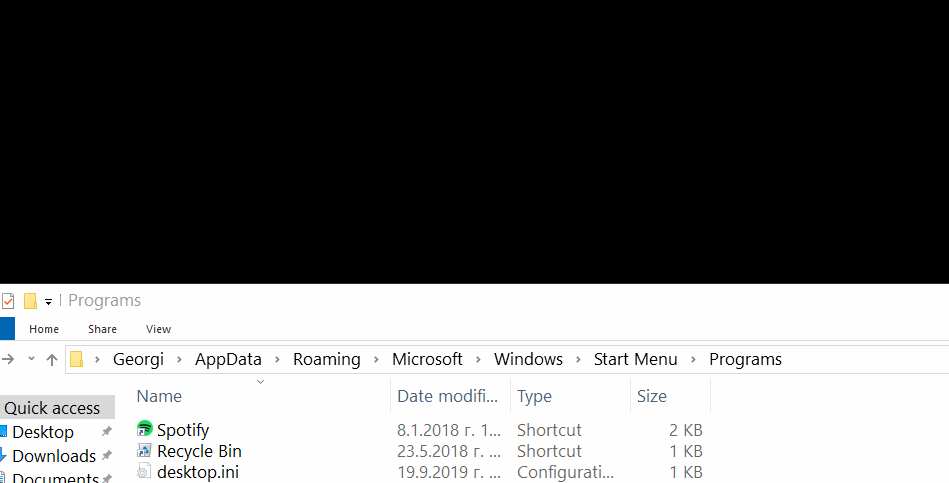 Programs
Home Share View
Georgi AppData Roaming Microsoft Windows Start Menu Programs
Name Date modifi... Type Size
Quick access
Spotify 8.1.2018 г. 1... Shortcut 2 KB
Desktop
Recycle Bin 23.5.2018 г. ... Shortcut 1 KB
Downloads
desktop.ini 19.9.2019 г. ... Configurati... 1 KB
Documents